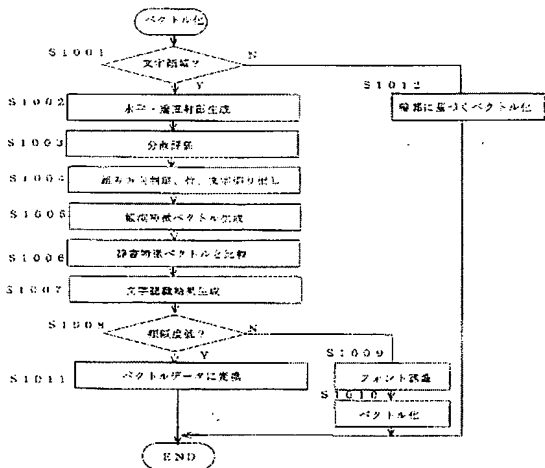 ベクトル化
S1001
文字領域?
N
Y
S1002
水平・垂直射影生成
S1012
輪郭に基づくベクトル化
S1003
分散評価
S1004
組み方向判定、行、文字切り出し
S1005
観測特徴ベクトル生成
S1006
辞書特徴ベクトルと比較
S1007
文字認識結果生成
S1008
類似度低?
N
Y
S1009
フォント認識
S1010
S1011
ベクトルデータに変換
ベクトル化
END